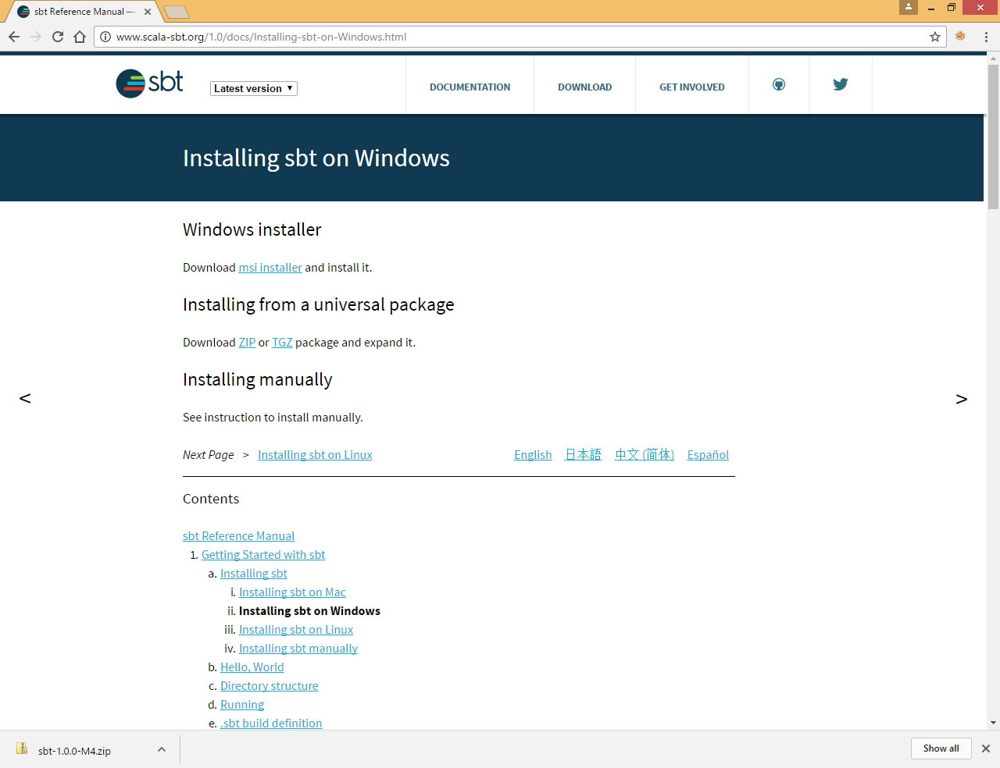 sbt Reference Manual —
www.scala-sbt.org/1.0/docs/Installing-sbt-on-Windows.html
sbt
Latest version
DOCUMENTATION
DOWNLOAD
GET INVOLVED
Installing sbt on Windows
Windows installer
Download msi installer and install it.
Installing from a universal package
Download ZIP or TGZ package and expand it.
Installing manually
<
>
See instruction to install manually.
Next Page > Installing sbt on Linux English 日本語 中文 (简体) Español
Contents
sbt Reference Manual
1. Getting Started with sbt
a. Installing sbt
i. Installing sbt on Mac
ii. Installing sbt on Windows
iii. Installing sbt on Linux
iv. Installing sbt manually
b. Hello, World
c. Directory structure
d. Running
e. .sbt build definition
sbt-1.0.0-M4.zip
Show all